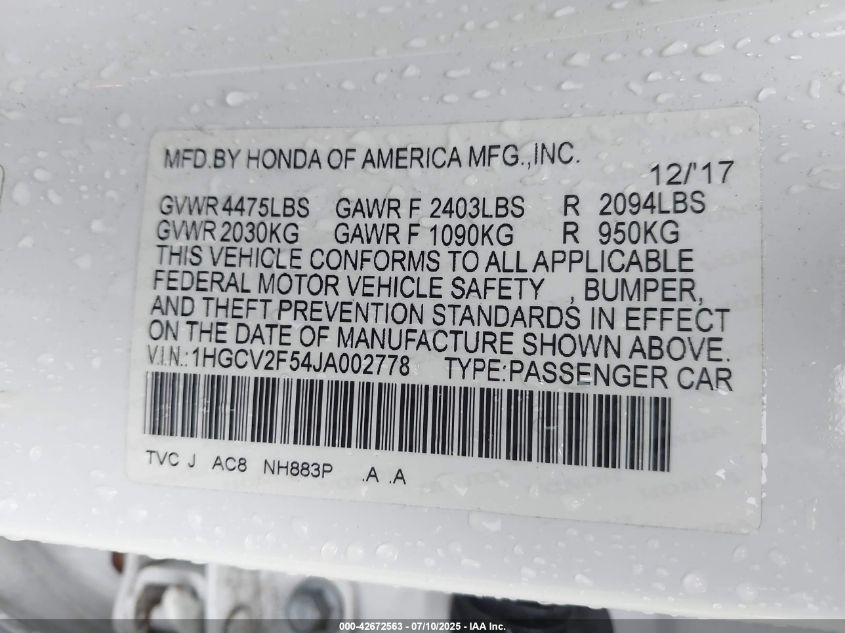 MFD.BY HONDA OF AMERICA MFG.,INC.
12/'17
GVWR 4475LBS GAWR F 2403LBS R 2094LBS
GVWR 2030KG GAWR F 1090KG R 950KG
THIS VEHICLE CONFORMS TO ALL APPLICABLE
FEDERAL MOTOR VEHICLE SAFETY , BUMPER,
AND THEFT PREVENTION STANDARDS IN EFFECT
ON THE DATE OF MANUFACTURE SHOWN ABOVE.
V.I.N.:1HGCV2F54JA002778 TYPE:PASSENGER CAR
TVC J AC8 NH883P .A .A
000-42672563 - 07/10/2025 - IAA Inc.